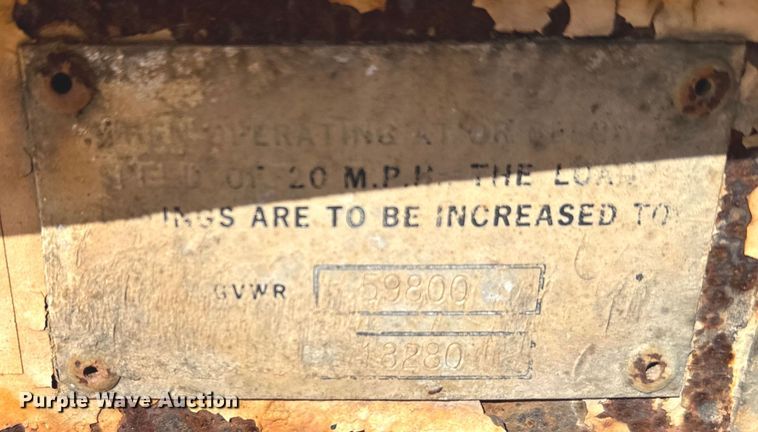 WHEN OPERATING AT OR BELOW
SPEED OF 20 M.P.H. THE LOAD
INGS ARE TO BE INCREASED TO
GVWR 59800
48280
Purple Wave Auction